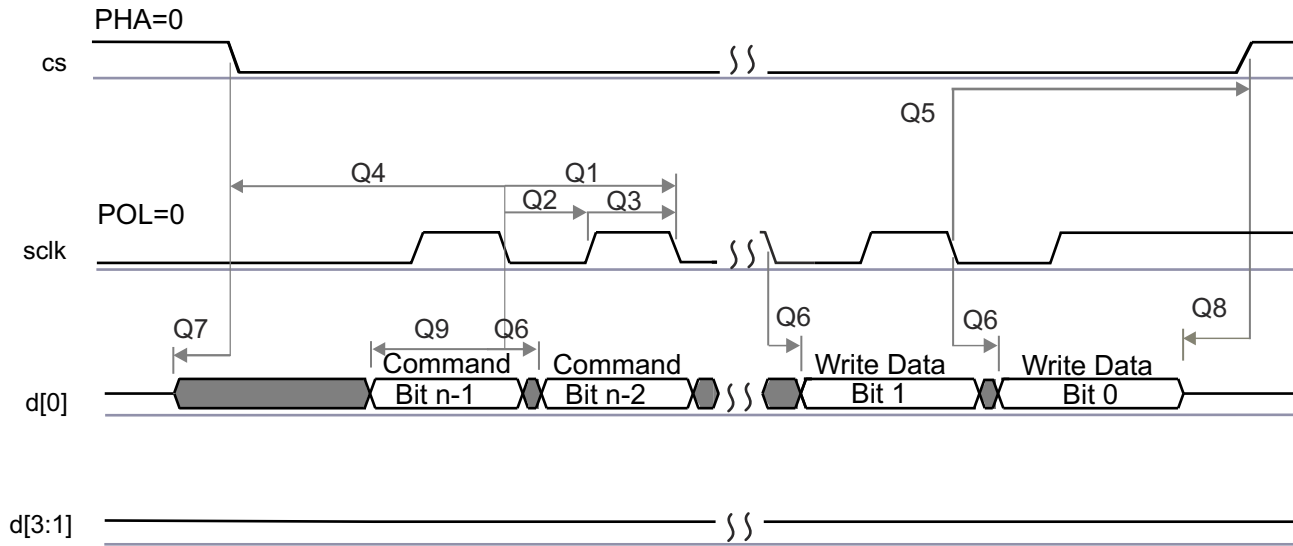 PHA=0
cs
Q5
Q4 Q1
Q2 Q3
POL=0
sclk
Q7 Q9 Q6 Q6 Q6 Q8
Command Command Write Data Write Data
d[0] Bit n-1 Bit n-2 Bit 1 Bit 0
d[3:1]